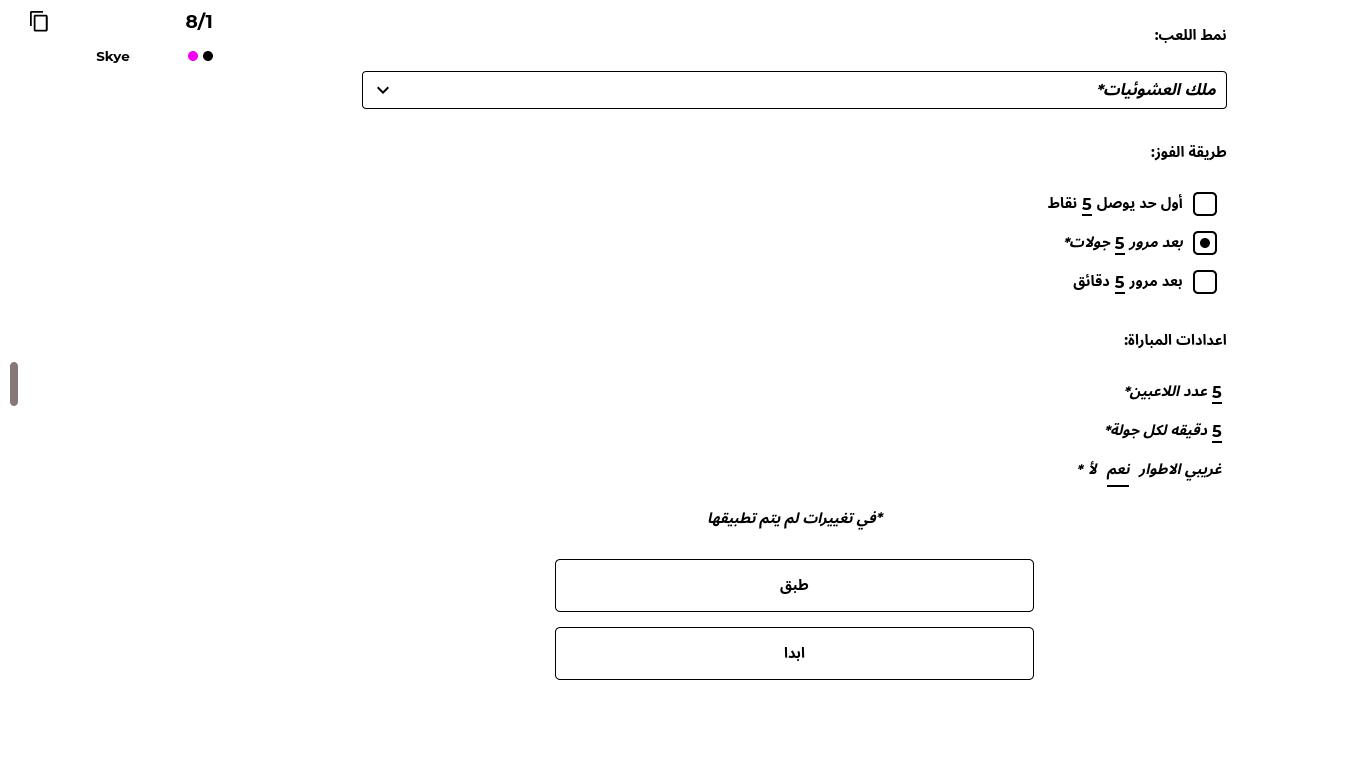 8/1
Skye
نمط اللعب:
ملك العشوئيات*
طريقة الفوز:
أول حد يوصل 5 نقاط
بعد مرور 5 جولات*
بعد مرور 5 دقائق
اعدادات المباراة:
5 عدد اللاعبين*
5 دقيقه لكل جولة*
غريبي الاطوار نعم لأ *
*في تغييرات لم يتم تطبيقها
طبق
ابدا